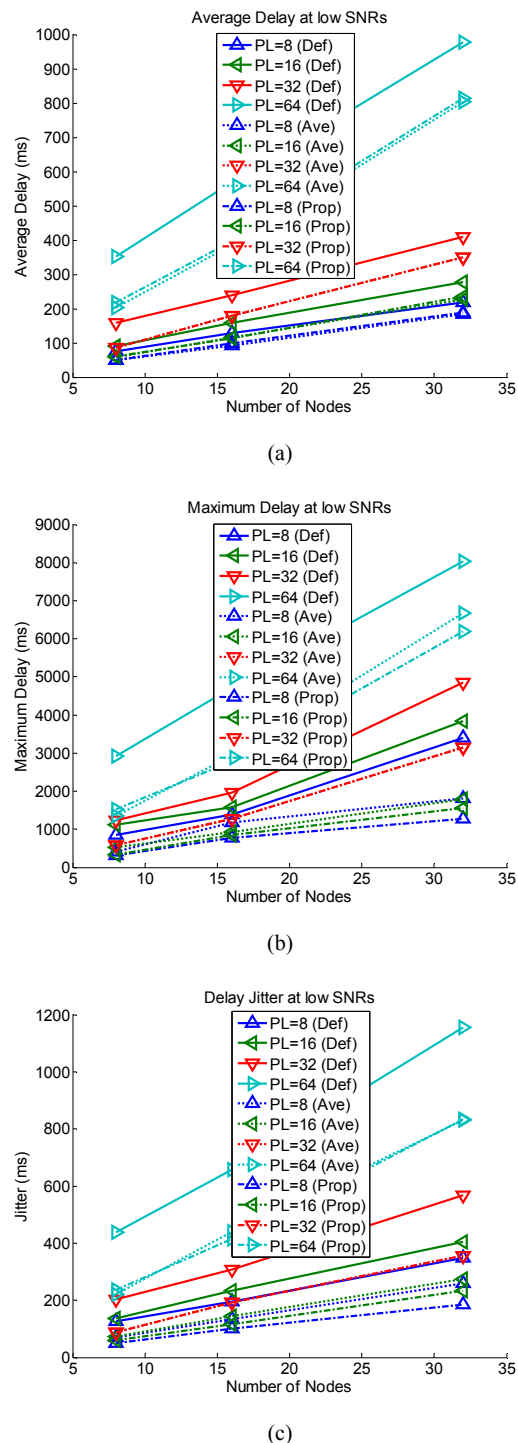 Average Delay at low SNRs
1000
900
800
700
600
500
400
300
200
100
0
Average Delay (ms)
PL=8 (Def)
PL=16 (Def)
PL=32 (Def)
PL=64 (Def)
PL=8 (Ave)
PL=16 (Ave)
PL=32 (Ave)
PL=64 (Ave)
PL=8 (Prop)
PL=16 (Prop)
PL=32 (Prop)
PL=64 (Prop)
5 10 15 20 25 30 35
Number of Nodes
(a)
Maximum Delay at low SNRs
9000
8000
7000
6000
5000
4000
3000
2000
1000
0
Maximum Delay (ms)
PL=8 (Def)
PL=16 (Def)
PL=32 (Def)
PL=64 (Def)
PL=8 (Ave)
PL=16 (Ave)
PL=32 (Ave)
PL=64 (Ave)
PL=8 (Prop)
PL=16 (Prop)
PL=32 (Prop)
PL=64 (Prop)
5 10 15 20 25 30 35
Number of Nodes
(b)
Delay Jitter at low SNRs
1200
1000
800
600
400
200
0
Jitter (ms)
PL=8 (Def)
PL=16 (Def)
PL=32 (Def)
PL=64 (Def)
PL=8 (Ave)
PL=16 (Ave)
PL=32 (Ave)
PL=64 (Ave)
PL=8 (Prop)
PL=16 (Prop)
PL=32 (Prop)
PL=64 (Prop)
5 10 15 20 25 30 35
Number of Nodes
(c)